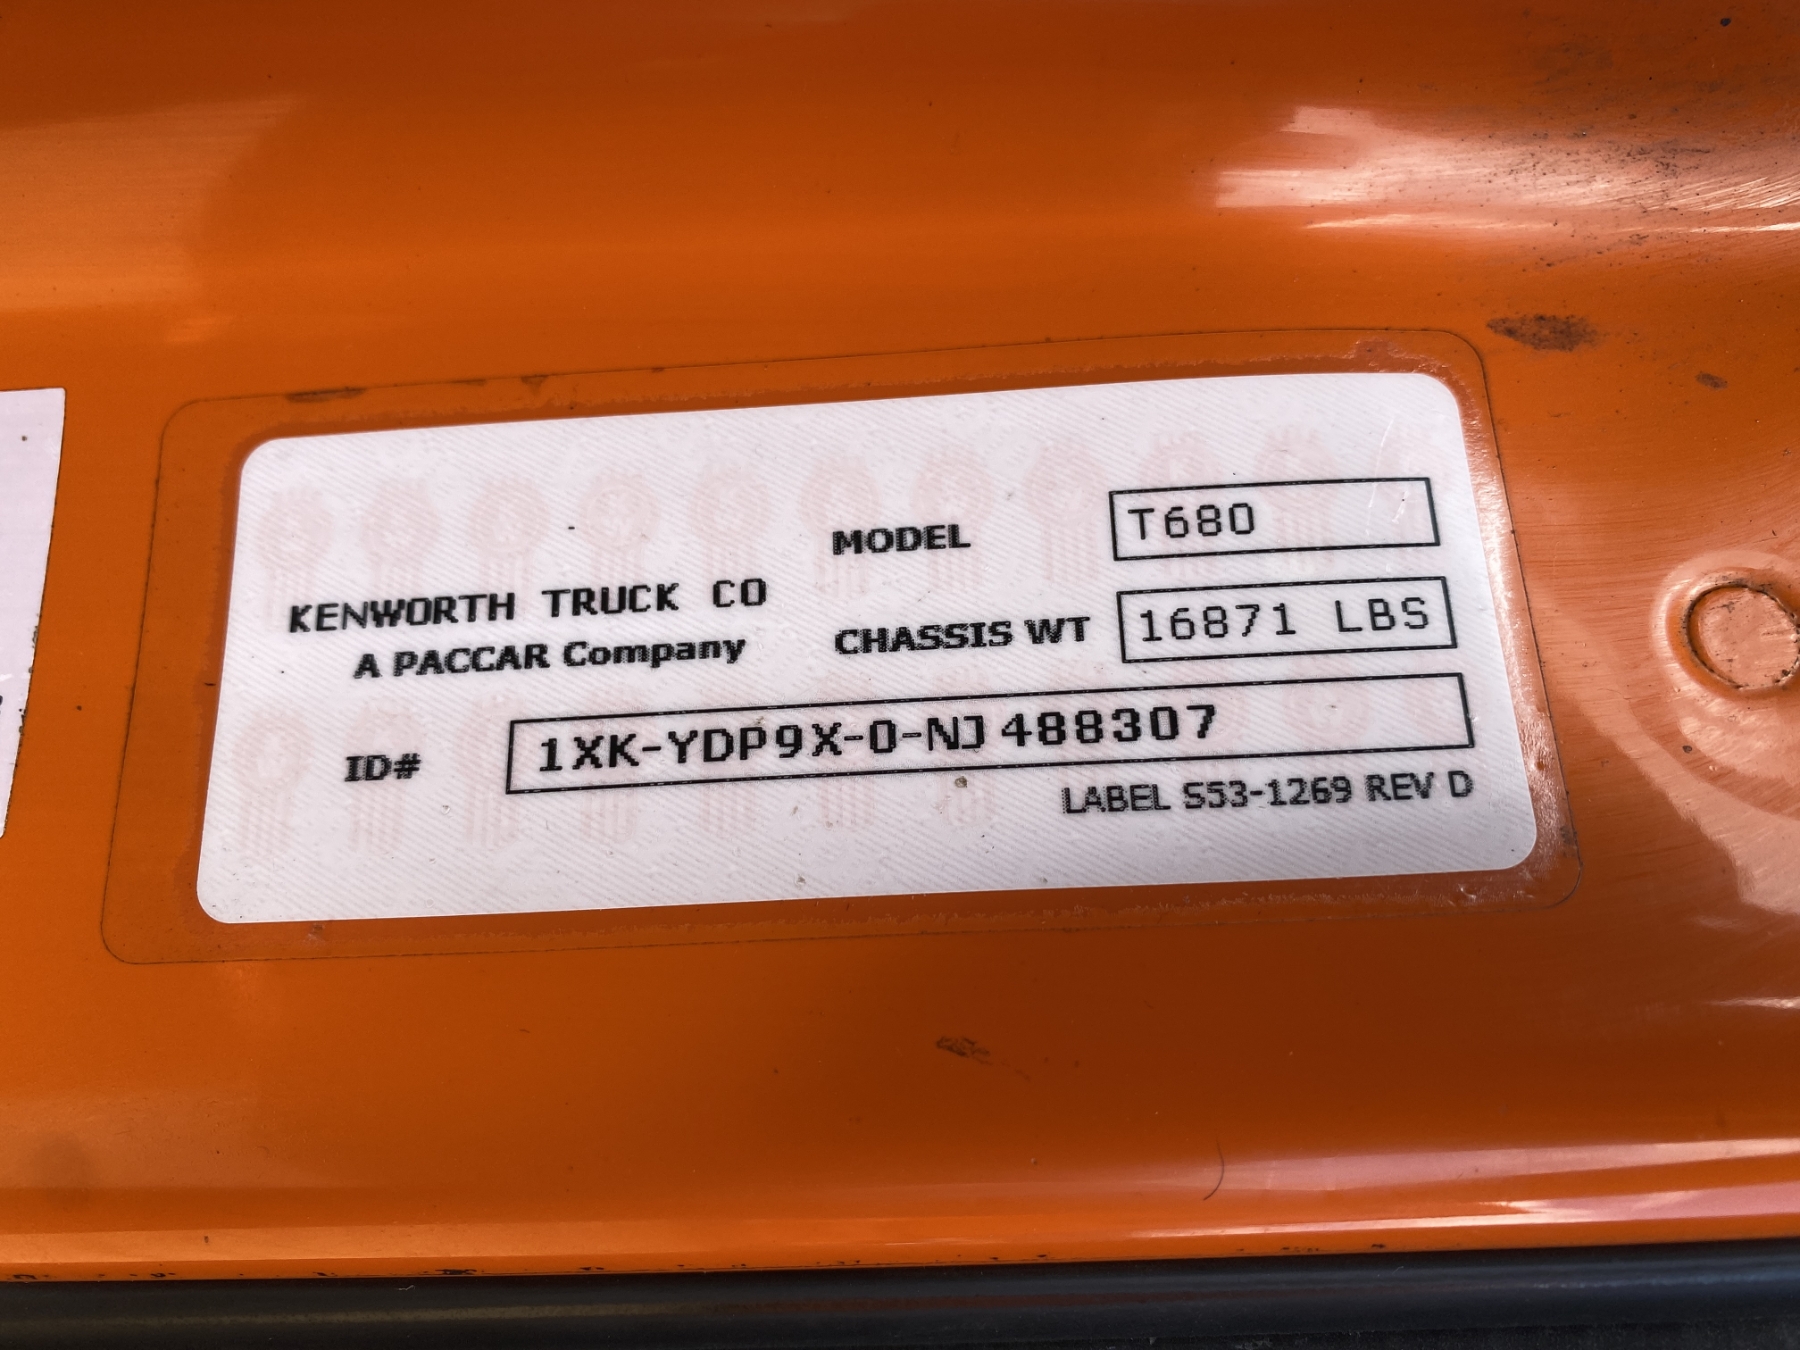 MODEL T680
KENWORTH TRUCK CO
A PACCAR Company
CHASSIS WT 16871 LBS
ID# 1XK-YDP9X-0-NJ488307
LABEL S53-1269 REV D